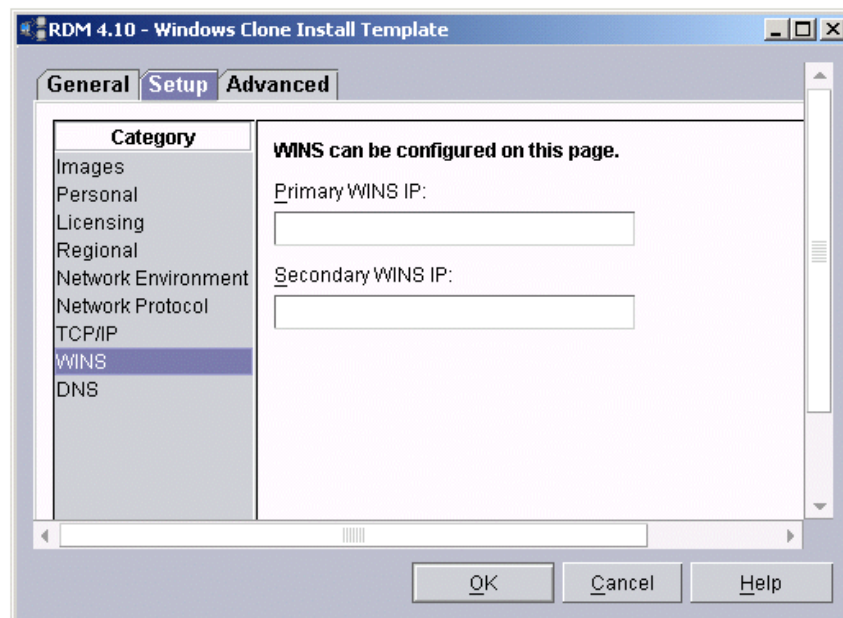 RDM 4.10 - Windows Clone Install Template
General Setup Advanced
Category
Images
Personal
Licensing
Regional
Network Environment
Network Protocol
TCP/IP
WINS
DNS
WINS can be configured on this page.
Primary WINS IP:
Secondary WINS IP:
OK Cancel Help